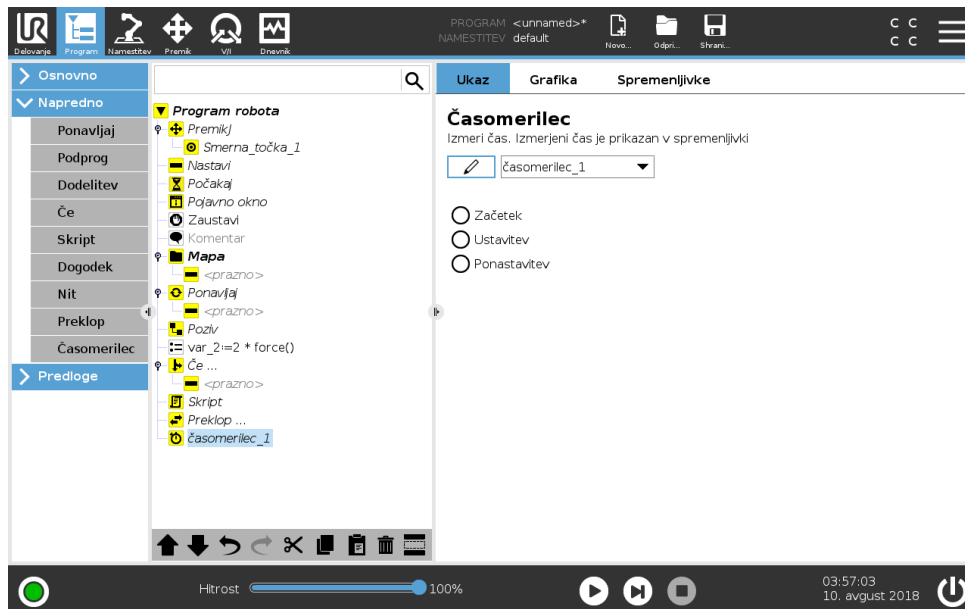 PROGRAM <unnamed>*
NAMESTITEV default
Delovanje Program Namestitev Premik V/I Dnevnik
Novo... Odpri... Shrani...
C C
C C
Osnovno
Napredno
Ponavljaj
Podprog
Dodelitev
Če
Skript
Dogodek
Nit
Preklop
Časomerilec
Predloge
Program robota
PremikJ
Smerna_točka_1
Nastavi
Počakaj
Pojavno okno
Zaustavi
Komentar
Mapa
<prazno>
Ponavljaj
<prazno>
Poziv
var_2:=2 * force()
Če ...
<prazno>
Skript
Preklop ...
časomerilec_1
Ukaz Grafika Spremenljivke
Časomerilec
Izmeri čas. Izmerjeni čas je prikazan v spremenljivki
časomerilec_1
Začetek
Ustavitev
Ponastavitev
Hitrost 100%
03:57:03
10. avgust 2018